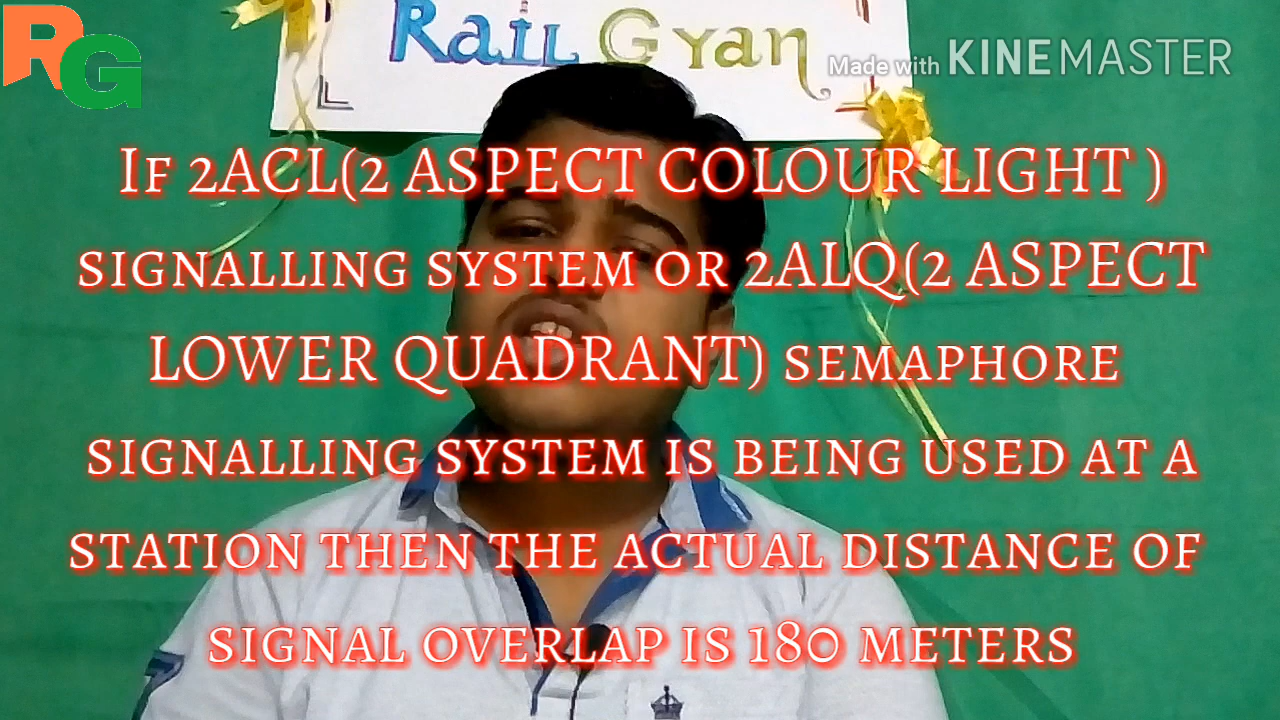 RG
Rail Gyan
Made with KINEMASTER
If 2ACL(2 ASPECT COLOUR LIGHT )
signalling system or 2ALQ(2 ASPECT
LOWER QUADRANT) semaphore
signalling system is being used at a
station then the actual distance of
signal overlap is 180 meters